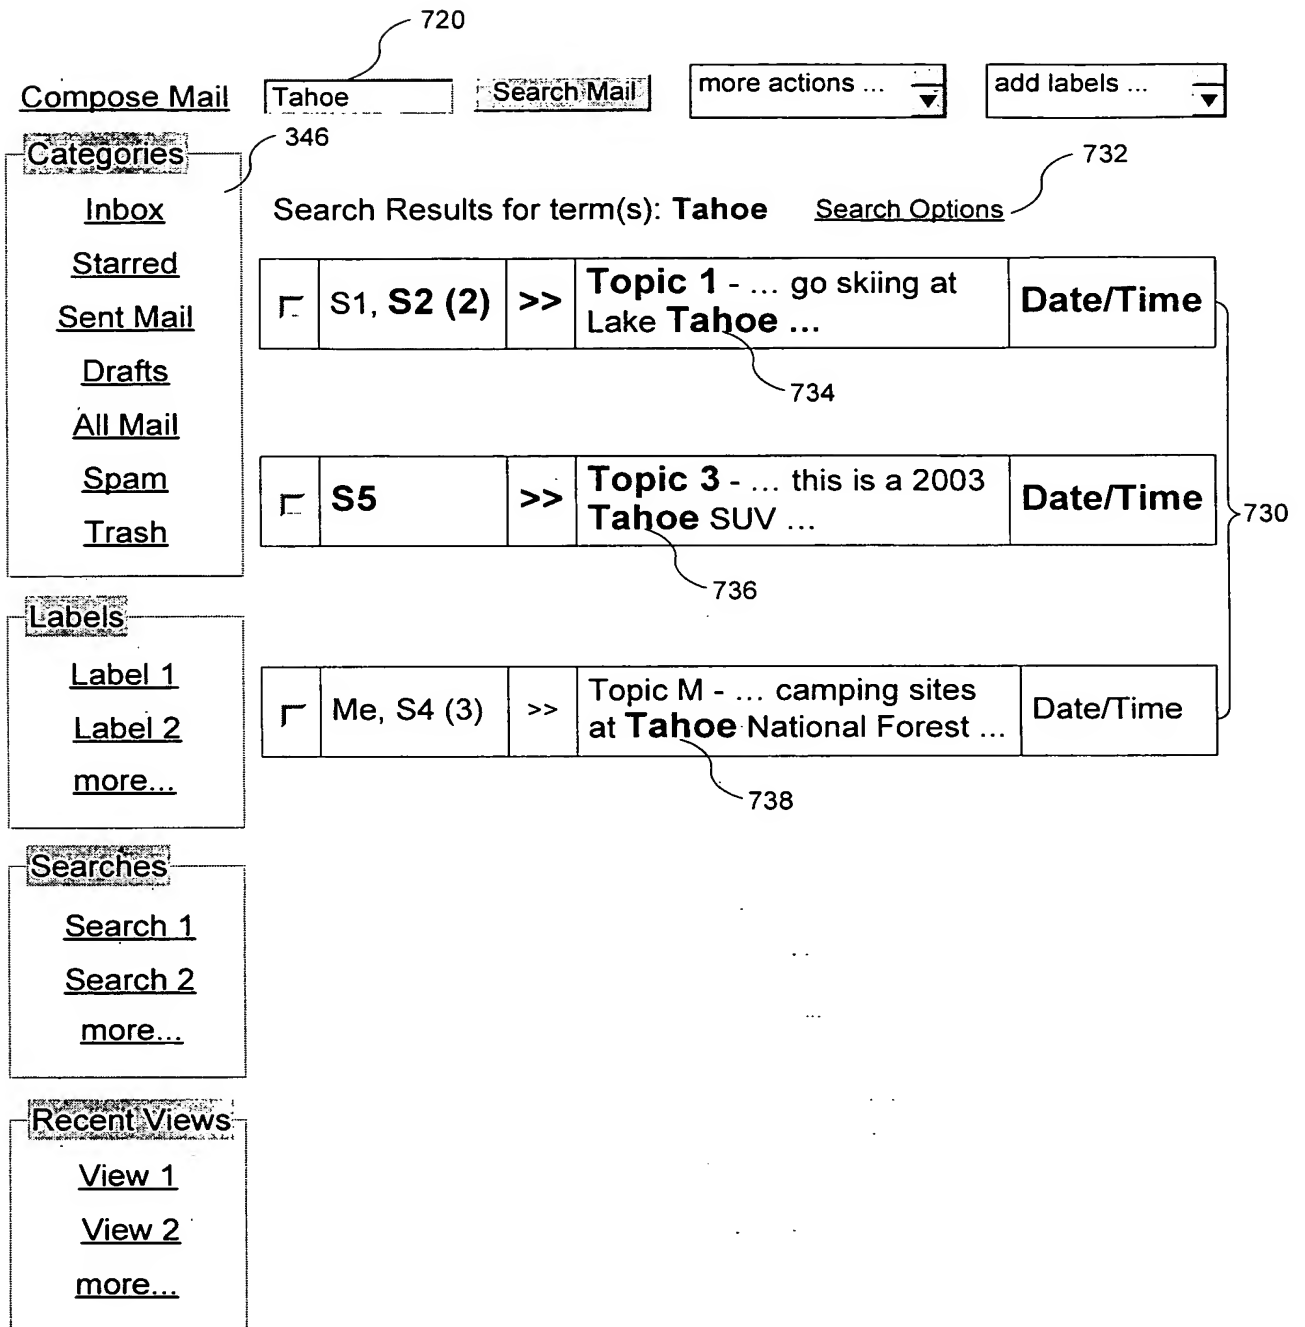 720
Compose Mail Tahoe Search Mail more actions ... add labels ...
346
732
Categories
Inbox
Starred
Sent Mail
Drafts
All Mail
Spam
Trash
Search Results for term(s): Tahoe Search Options
S1, S2 (2) >> Topic 1 - ... go skiing at
Lake Tahoe ...
Date/Time
734
S5 >> Topic 3 - ... this is a 2003
Tahoe SUV ...
Date/Time
730
736
Me, S4 (3) >> Topic M - ... camping sites
at Tahoe National Forest ...
Date/Time
738
Labels
Label 1
Label 2
more...
Searches
Search 1
Search 2
more...
Recent Views
View 1
View 2
more...